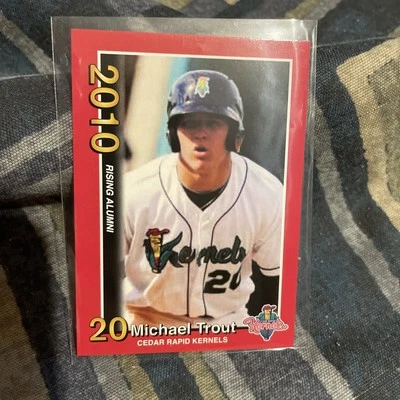 2010
RISING ALUMNI
Kernels
20
20 Michael Trout
CEDAR RAPID KERNELS
Kernels